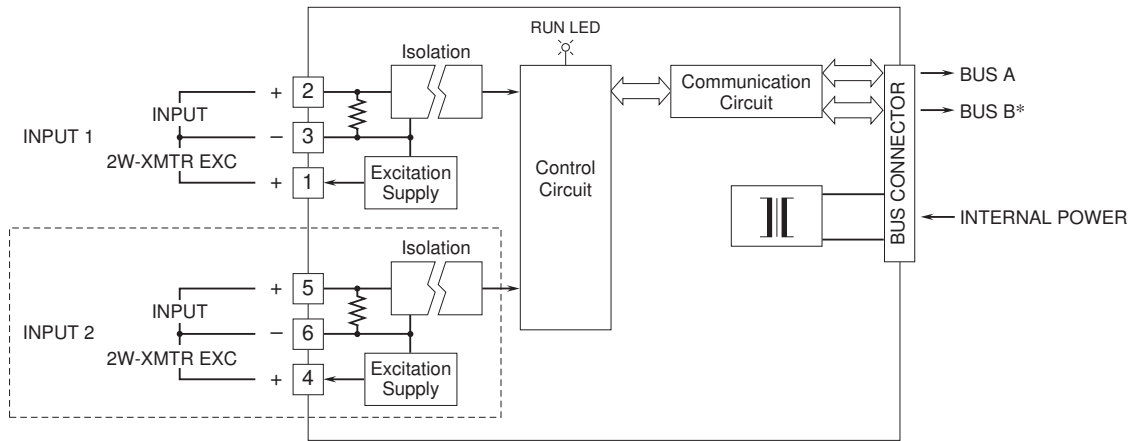 RUN LED
Isolation
+ 2
INPUT
INPUT 1
− 3
2W-XMTR EXC
+ 1
Excitation
Supply
Control
Circuit
Communication
Circuit
BUS CONNECTOR
BUS A
BUS B*
INTERNAL POWER
Isolation
+ 5
INPUT
INPUT 2
− 6
2W-XMTR EXC
+ 4
Excitation
Supply